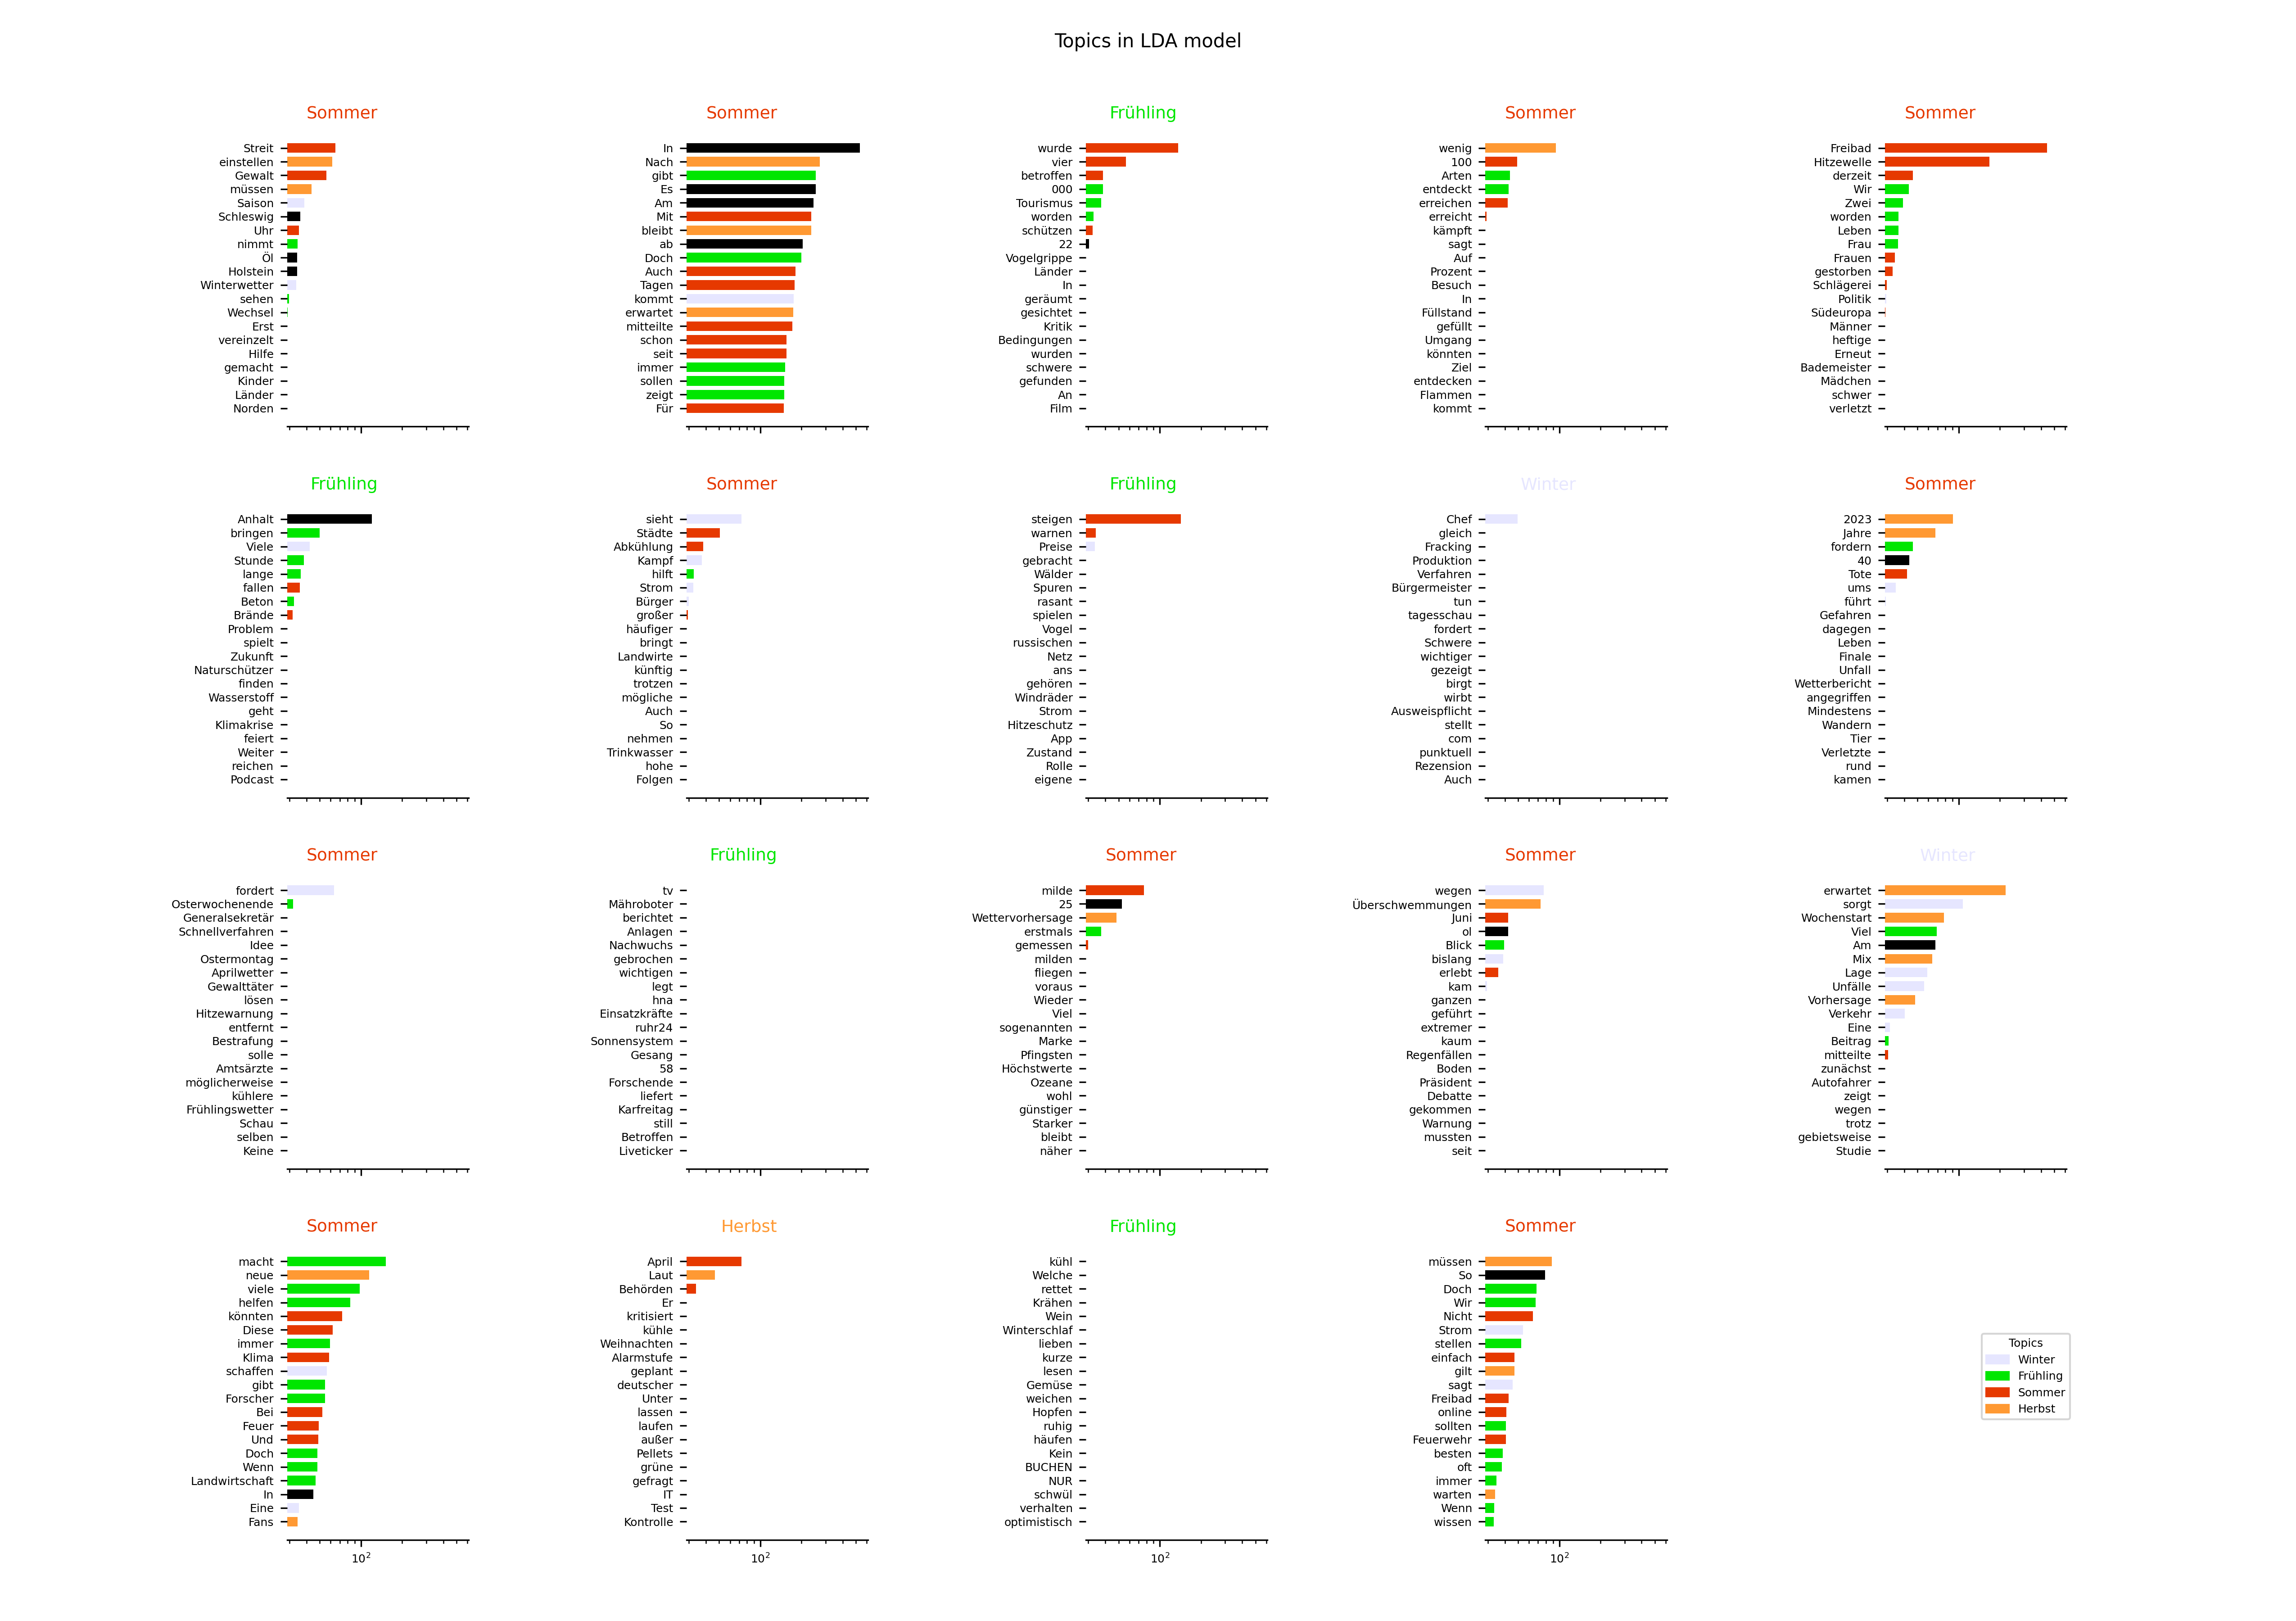 Topics in LDA model
Sommer
Streit
einstellen
Gewalt
müssen
Saison
Schleswig
Uhr
nimmt
Öl
Holstein
Winterwetter
sehen
Wechsel
Erst
vereinzelt
Hilfe
gemacht
Kinder
Länder
Norden
Sommer
In
Nach
gibt
Es
Am
Mit
bleibt
ab
Doch
Auch
Tagen
kommt
erwartet
mitteilte
schon
seit
immer
sollen
zeigt
Für
Frühling
wurde
vier
betroffen
000
Tourismus
worden
schützen
22
Vogelgrippe
Länder
In
geräumt
gesichtet
Kritik
Bedingungen
wurden
schwere
gefunden
An
Film
Sommer
wenig
100
Arten
entdeckt
erreichen
erreicht
kämpft
sagt
Auf
Prozent
Besuch
In
Füllstand
gefüllt
Umgang
könnten
Ziel
entdecken
Flammen
kommt
Sommer
Freibad
Hitzewelle
derzeit
Wir
Zwei
worden
Leben
Frau
Frauen
gestorben
Schlägerei
Politik
Südeuropa
Männer
heftige
Erneut
Bademeister
Mädchen
schwer
verletzt
Frühling
Anhalt
bringen
Viele
Stunde
lange
fallen
Beton
Brände
Problem
spielt
Zukunft
Naturschützer
finden
Wasserstoff
geht
Klimakrise
feiert
Weiter
reichen
Podcast
Sommer
sieht
Städte
Abkühlung
Kampf
hilft
Strom
Bürger
großer
häufiger
bringt
Landwirte
künftig
trotzen
mögliche
Auch
So
nehmen
Trinkwasser
hohe
Folgen
Frühling
steigen
warnen
Preise
gebracht
Wälder
Spuren
rasant
spielen
Vogel
russischen
Netz
ans
gehören
Windräder
Strom
Hitzeschutz
App
Zustand
Rolle
eigene
Winter
Chef
gleich
Fracking
Produktion
Verfahren
Bürgermeister
tun
tagesschau
fordert
Schwere
wichtiger
gezeigt
birgt
wirbt
Ausweispflicht
stellt
com
punktuell
Rezension
Auch
Sommer
2023
Jahre
fordern
40
Tote
ums
führt
Gefahren
dagegen
Leben
Finale
Unfall
Wetterbericht
angegriffen
Mindestens
Wandern
Tier
Verletzte
rund
kamen
Sommer
fordert
Osterwochenende
Generalsekretär
Schnellverfahren
Idee
Ostermontag
Aprilwetter
Gewalttäter
lösen
Hitzewarnung
entfernt
Bestrafung
solle
Amtsärzte
möglicherweise
kühlere
Frühlingswetter
Schau
selben
Keine
Frühling
tv
Mähroboter
berichtet
Anlagen
Nachwuchs
gebrochen
wichtigen
legt
hna
Einsatzkräfte
ruhr24
Sonnensystem
Gesang
58
Forschende
liefert
Karfreitag
still
Betroffen
Liveticker
Sommer
milde
25
Wettervorhersage
erstmals
gemessen
milden
fliegen
voraus
Wieder
Viel
sogenannten
Marke
Pfingsten
Höchstwerte
Ozeane
wohl
günstiger
Starker
bleibt
näher
Sommer
wegen
Überschwemmungen
Juni
ol
Blick
bislang
erlebt
kam
ganzen
geführt
extremer
kaum
Regenfällen
Boden
Präsident
Debatte
gekommen
Warnung
mussten
seit
Winter
erwartet
sorgt
Wochenstart
Viel
Am
Mix
Lage
Unfälle
Vorhersage
Verkehr
Eine
Beitrag
mitteilte
zunächst
Autofahrer
zeigt
wegen
trotz
gebietsweise
Studie
Sommer
macht
neue
viele
helfen
könnten
Diese
immer
Klima
schaffen
gibt
Forscher
Bei
Feuer
Und
Doch
Wenn
Landwirtschaft
In
Eine
Fans
10²
Herbst
April
Laut
Behörden
Er
kritisiert
kühle
Weihnachten
Alarmstufe
geplant
deutscher
Unter
lassen
laufen
außer
Pellets
grüne
gefragt
IT
Test
Kontrolle
10²
Frühling
kühl
Welche
rettet
Krähen
Wein
Winterschlaf
lieben
kurze
lesen
Gemüse
weichen
Hopfen
ruhig
häufen
Kein
BUCHEN
NUR
schwül
verhalten
optimistisch
10²
Sommer
müssen
So
Doch
Wir
Nicht
Strom
stellen
einfach
gilt
sagt
Freibad
online
sollten
Feuerwehr
besten
oft
immer
warten
Wenn
wissen
10²
Topics
Winter
Frühling
Sommer
Herbst